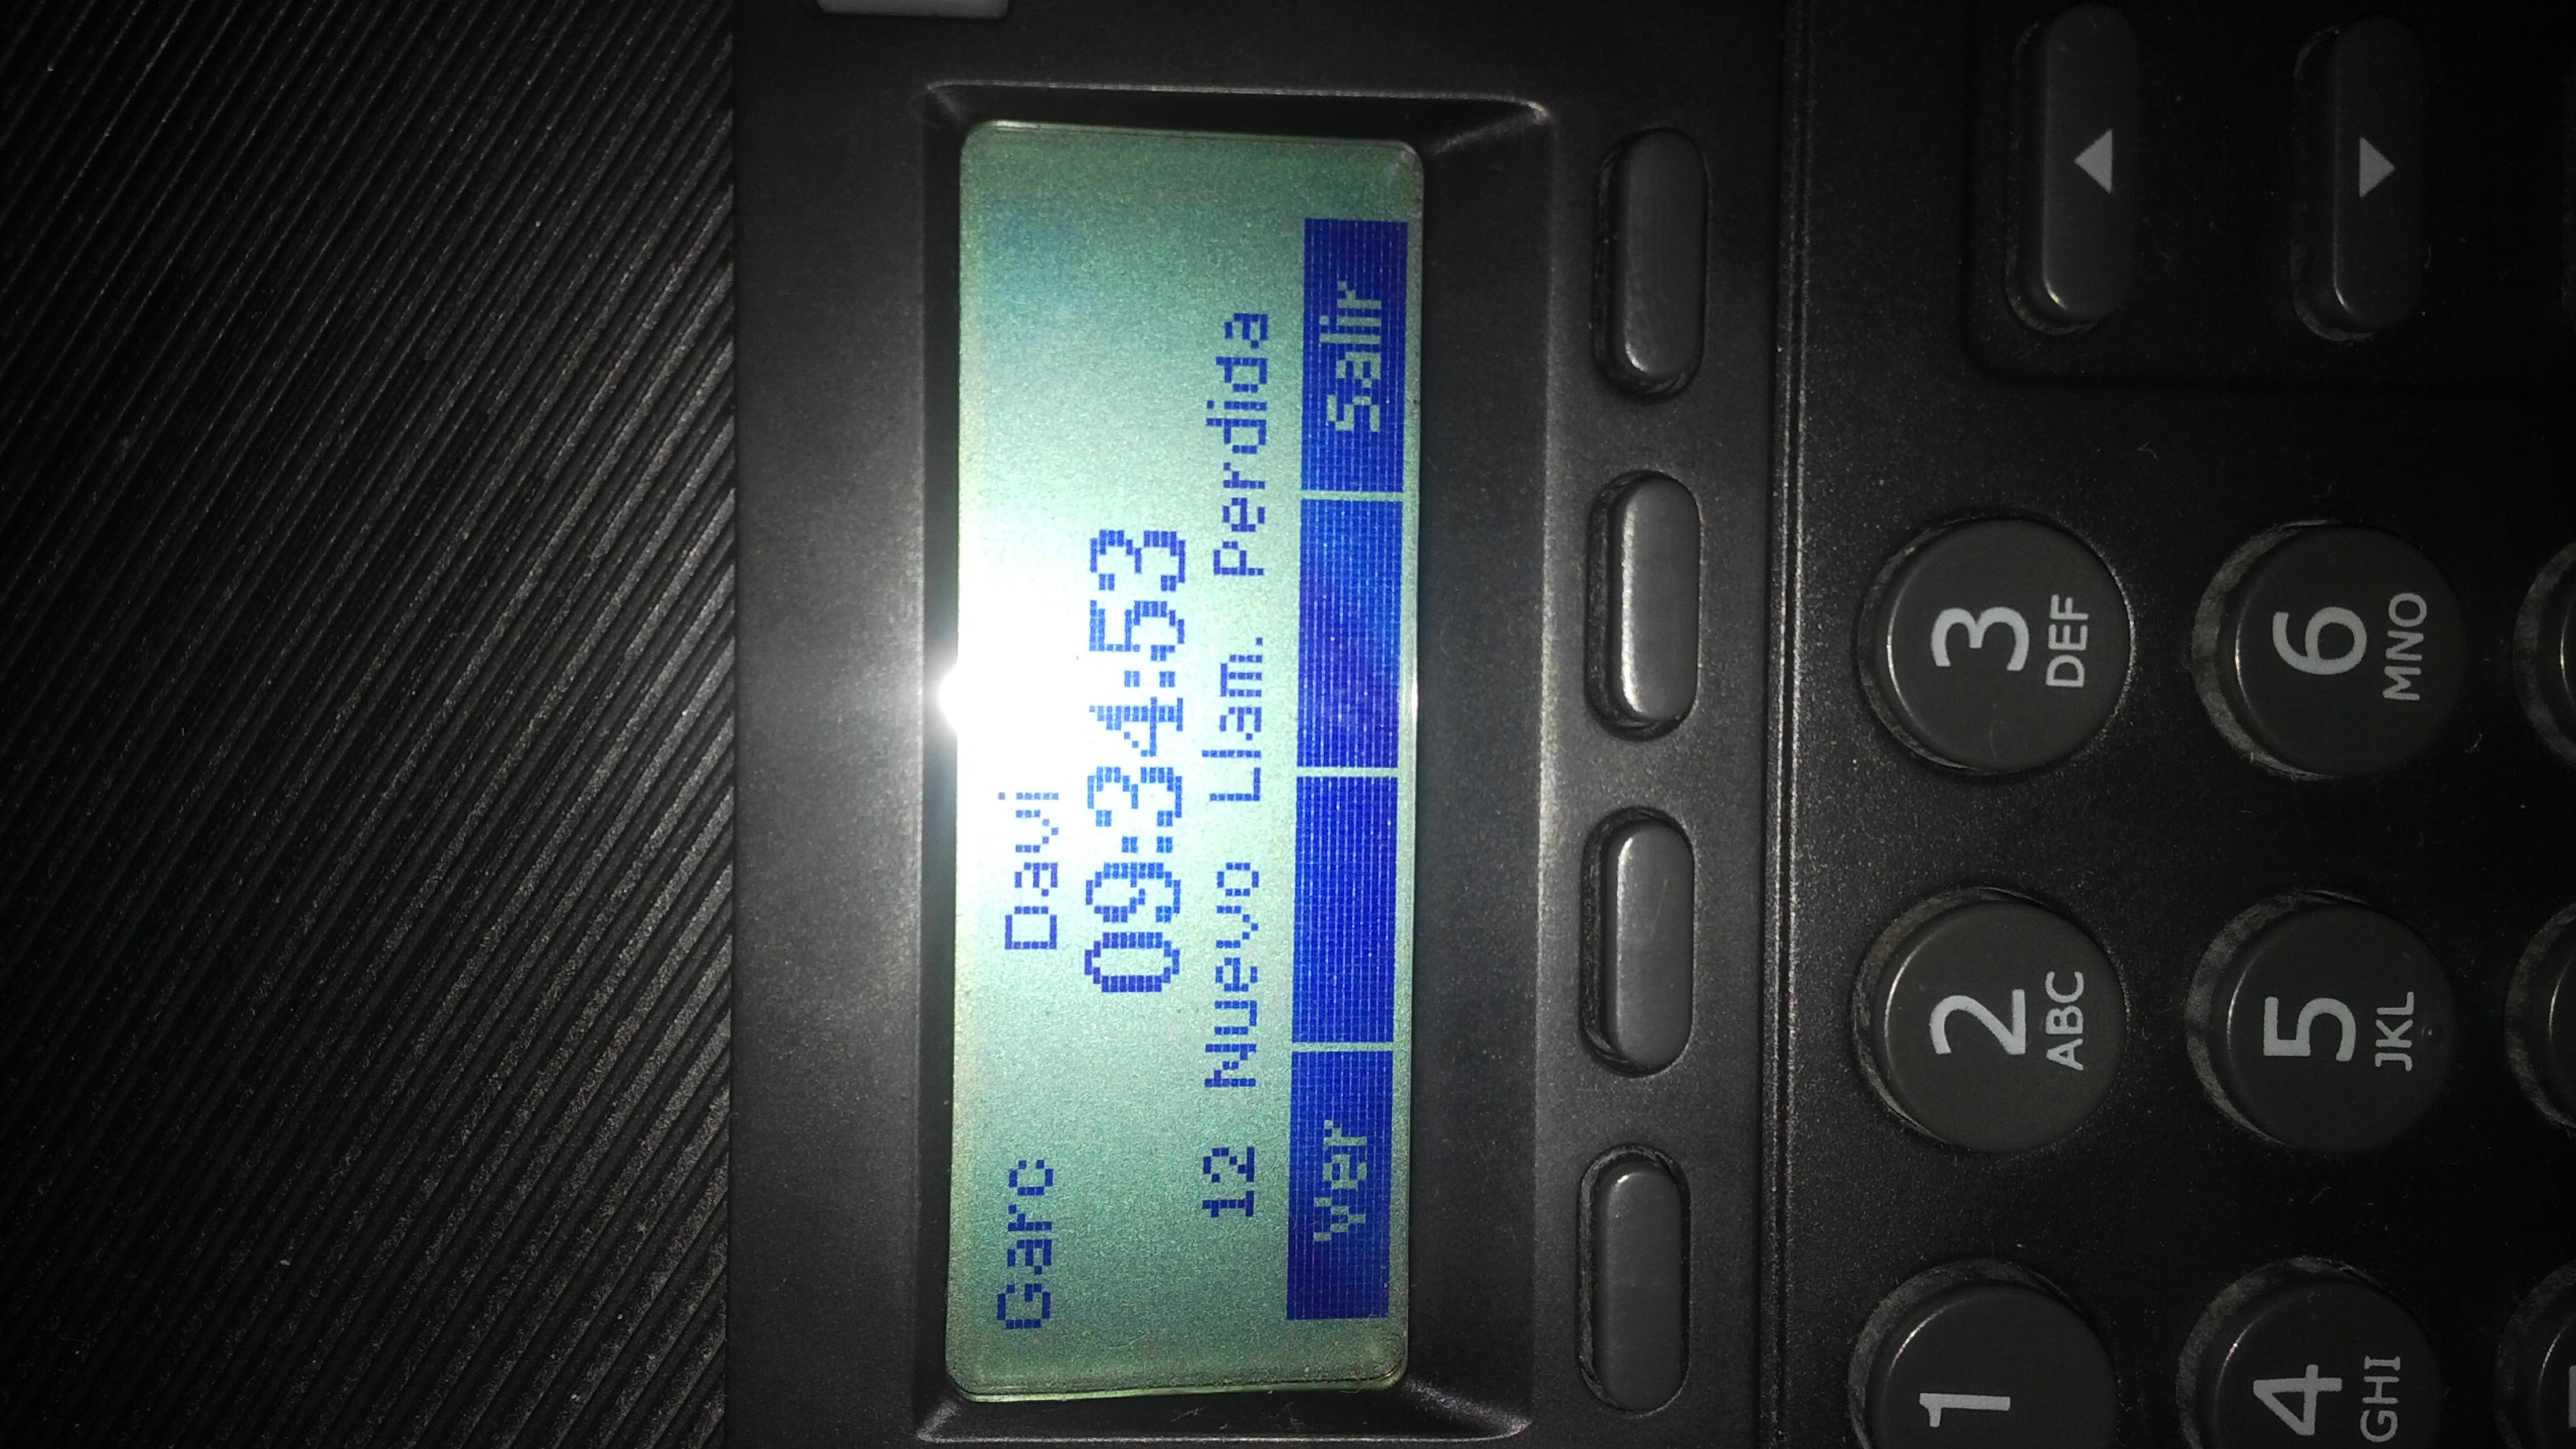 Garc Davi
09:34:53
12 Nuevo Llam. Perdida
Ver Salir
1 2 3
ABC DEF
4 5 6
GHI JKL MNO